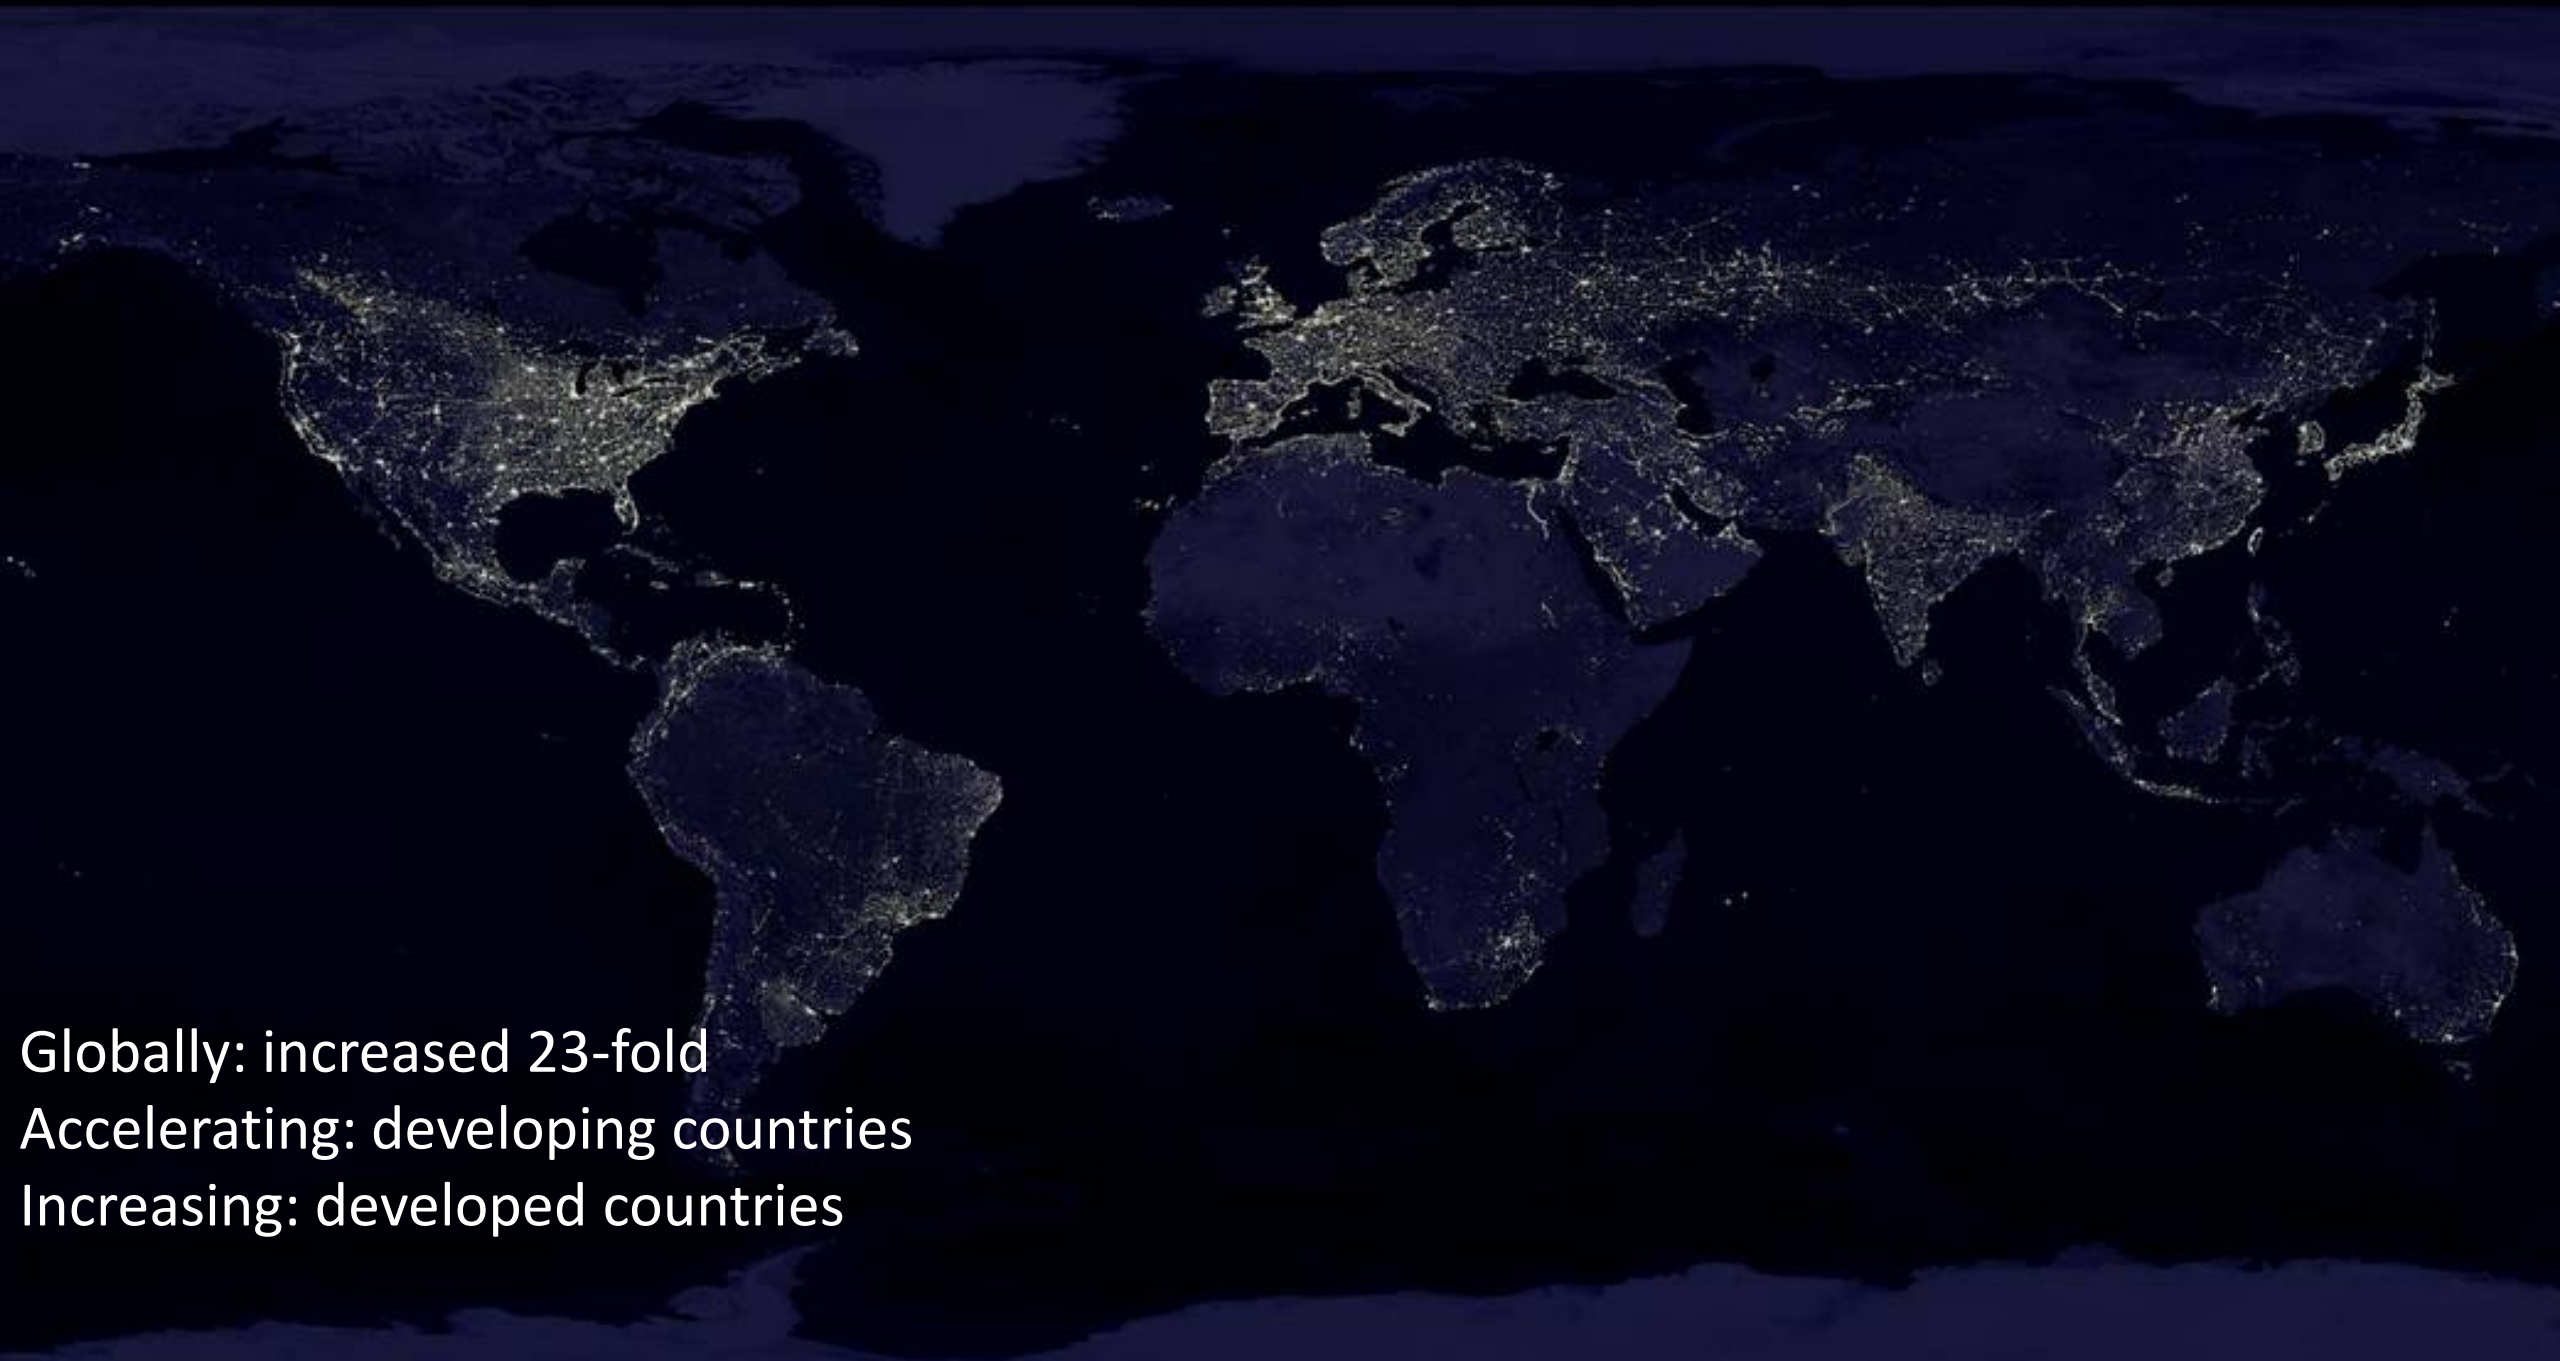 Globally: increased 23-fold
Accelerating: developing countries
Increasing: developed countries